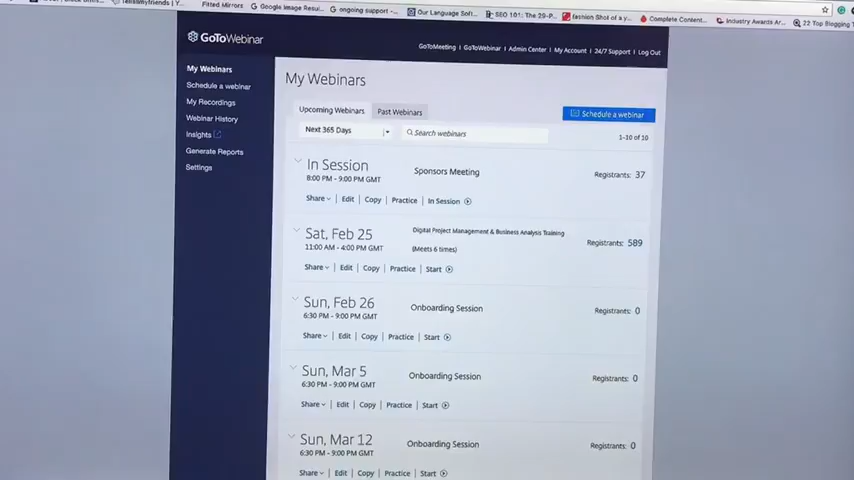 Fitted Mirrors
Google Image Resu...
ongoing support -...
Our Language Soft...
SEO 101: The 29-P...
fashion Shot of a y...
Complete Content...
Industry Awards Ar...
22 Top Blogging
GoToWebinar
GoToMeeting | GoToWebinar | Admin Center | My Account | 24/7 Support | Log Out
My Webinars
Schedule a webinar
My Recordings
Webinar History
Insights
Generate Reports
Settings
My Webinars
Upcoming Webinars
Past Webinars
Schedule a webinar
Next 365 Days
Search webinars
1-10 of 10
In Session
8:00 PM - 9:00 PM GMT
Sponsors Meeting
Registrants: 37
Share | Edit | Copy | Practice | In Session
Sat, Feb 25
11:00 AM - 4:00 PM GMT
Digital Project Management & Business Analysis Training
(Meets 6 times)
Registrants: 589
Share | Edit | Copy | Practice | Start
Sun, Feb 26
6:30 PM - 9:00 PM GMT
Onboarding Session
Registrants: 0
Share | Edit | Copy | Practice | Start
Sun, Mar 5
6:30 PM - 9:00 PM GMT
Onboarding Session
Registrants: 0
Share | Edit | Copy | Practice | Start
Sun, Mar 12
6:30 PM - 9:00 PM GMT
Onboarding Session
Registrants: 0
Share | Edit | Copy | Practice | Start